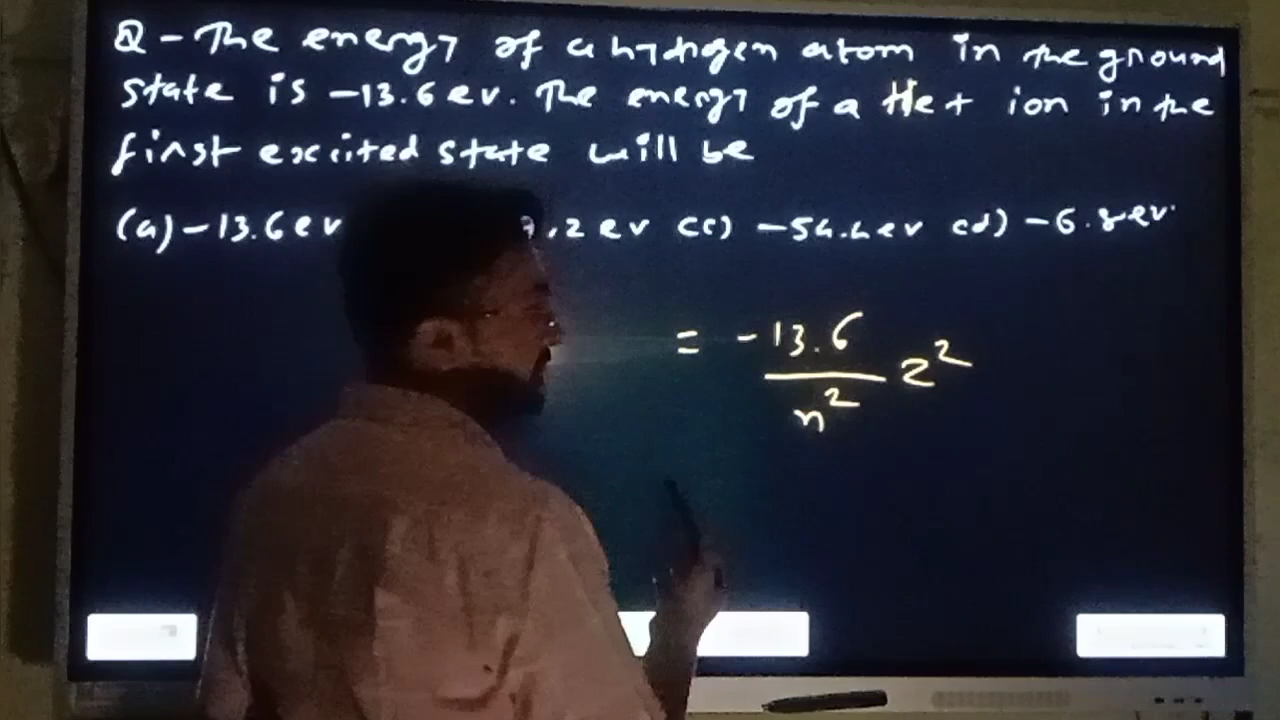 Q - The energy of a hydrogen atom in the ground
state is -13.6 ev. The energy of a He+ ion in the
first excited state will be
(a) -13.6 ev .2 ev (c) -54.4 ev (d) -6.8 ev.
= -13.6
n² Z²